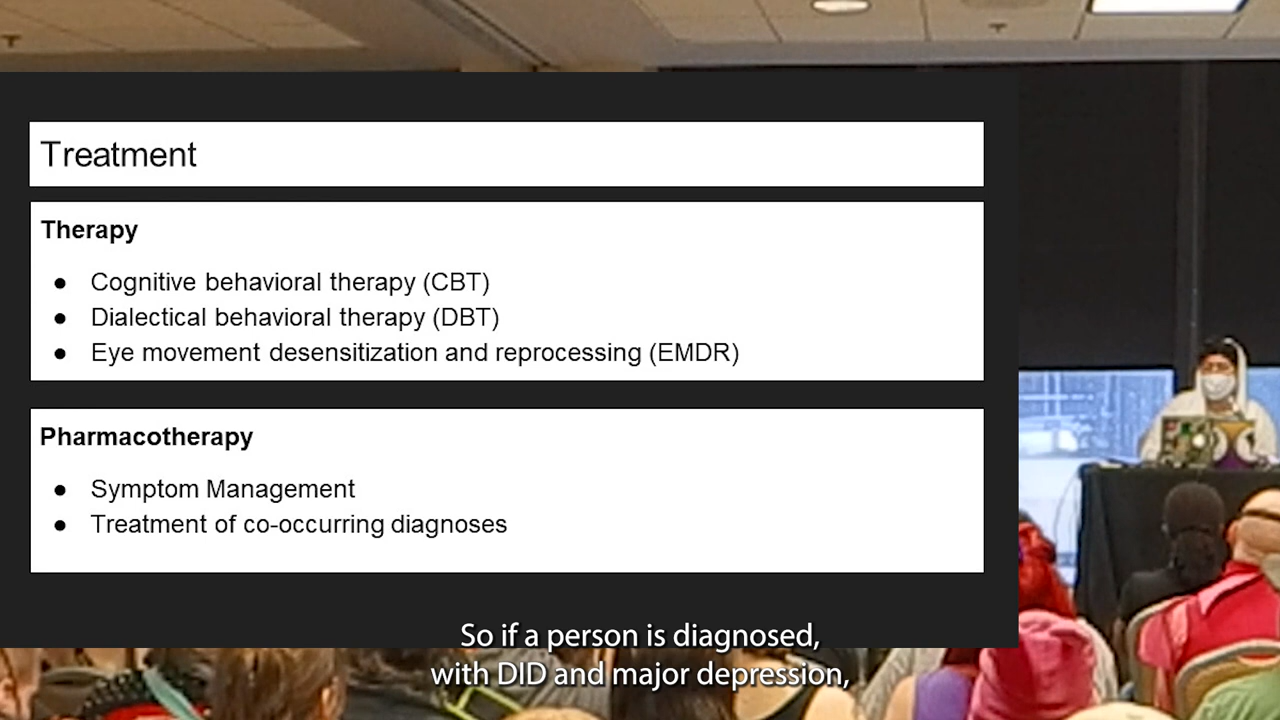 Treatment
Therapy
● Cognitive behavioral therapy (CBT)
● Dialectical behavioral therapy (DBT)
● Eye movement desensitization and reprocessing (EMDR)
Pharmacotherapy
● Symptom Management
● Treatment of co-occurring diagnoses
So if a person is diagnosed,
with DID and major depression,